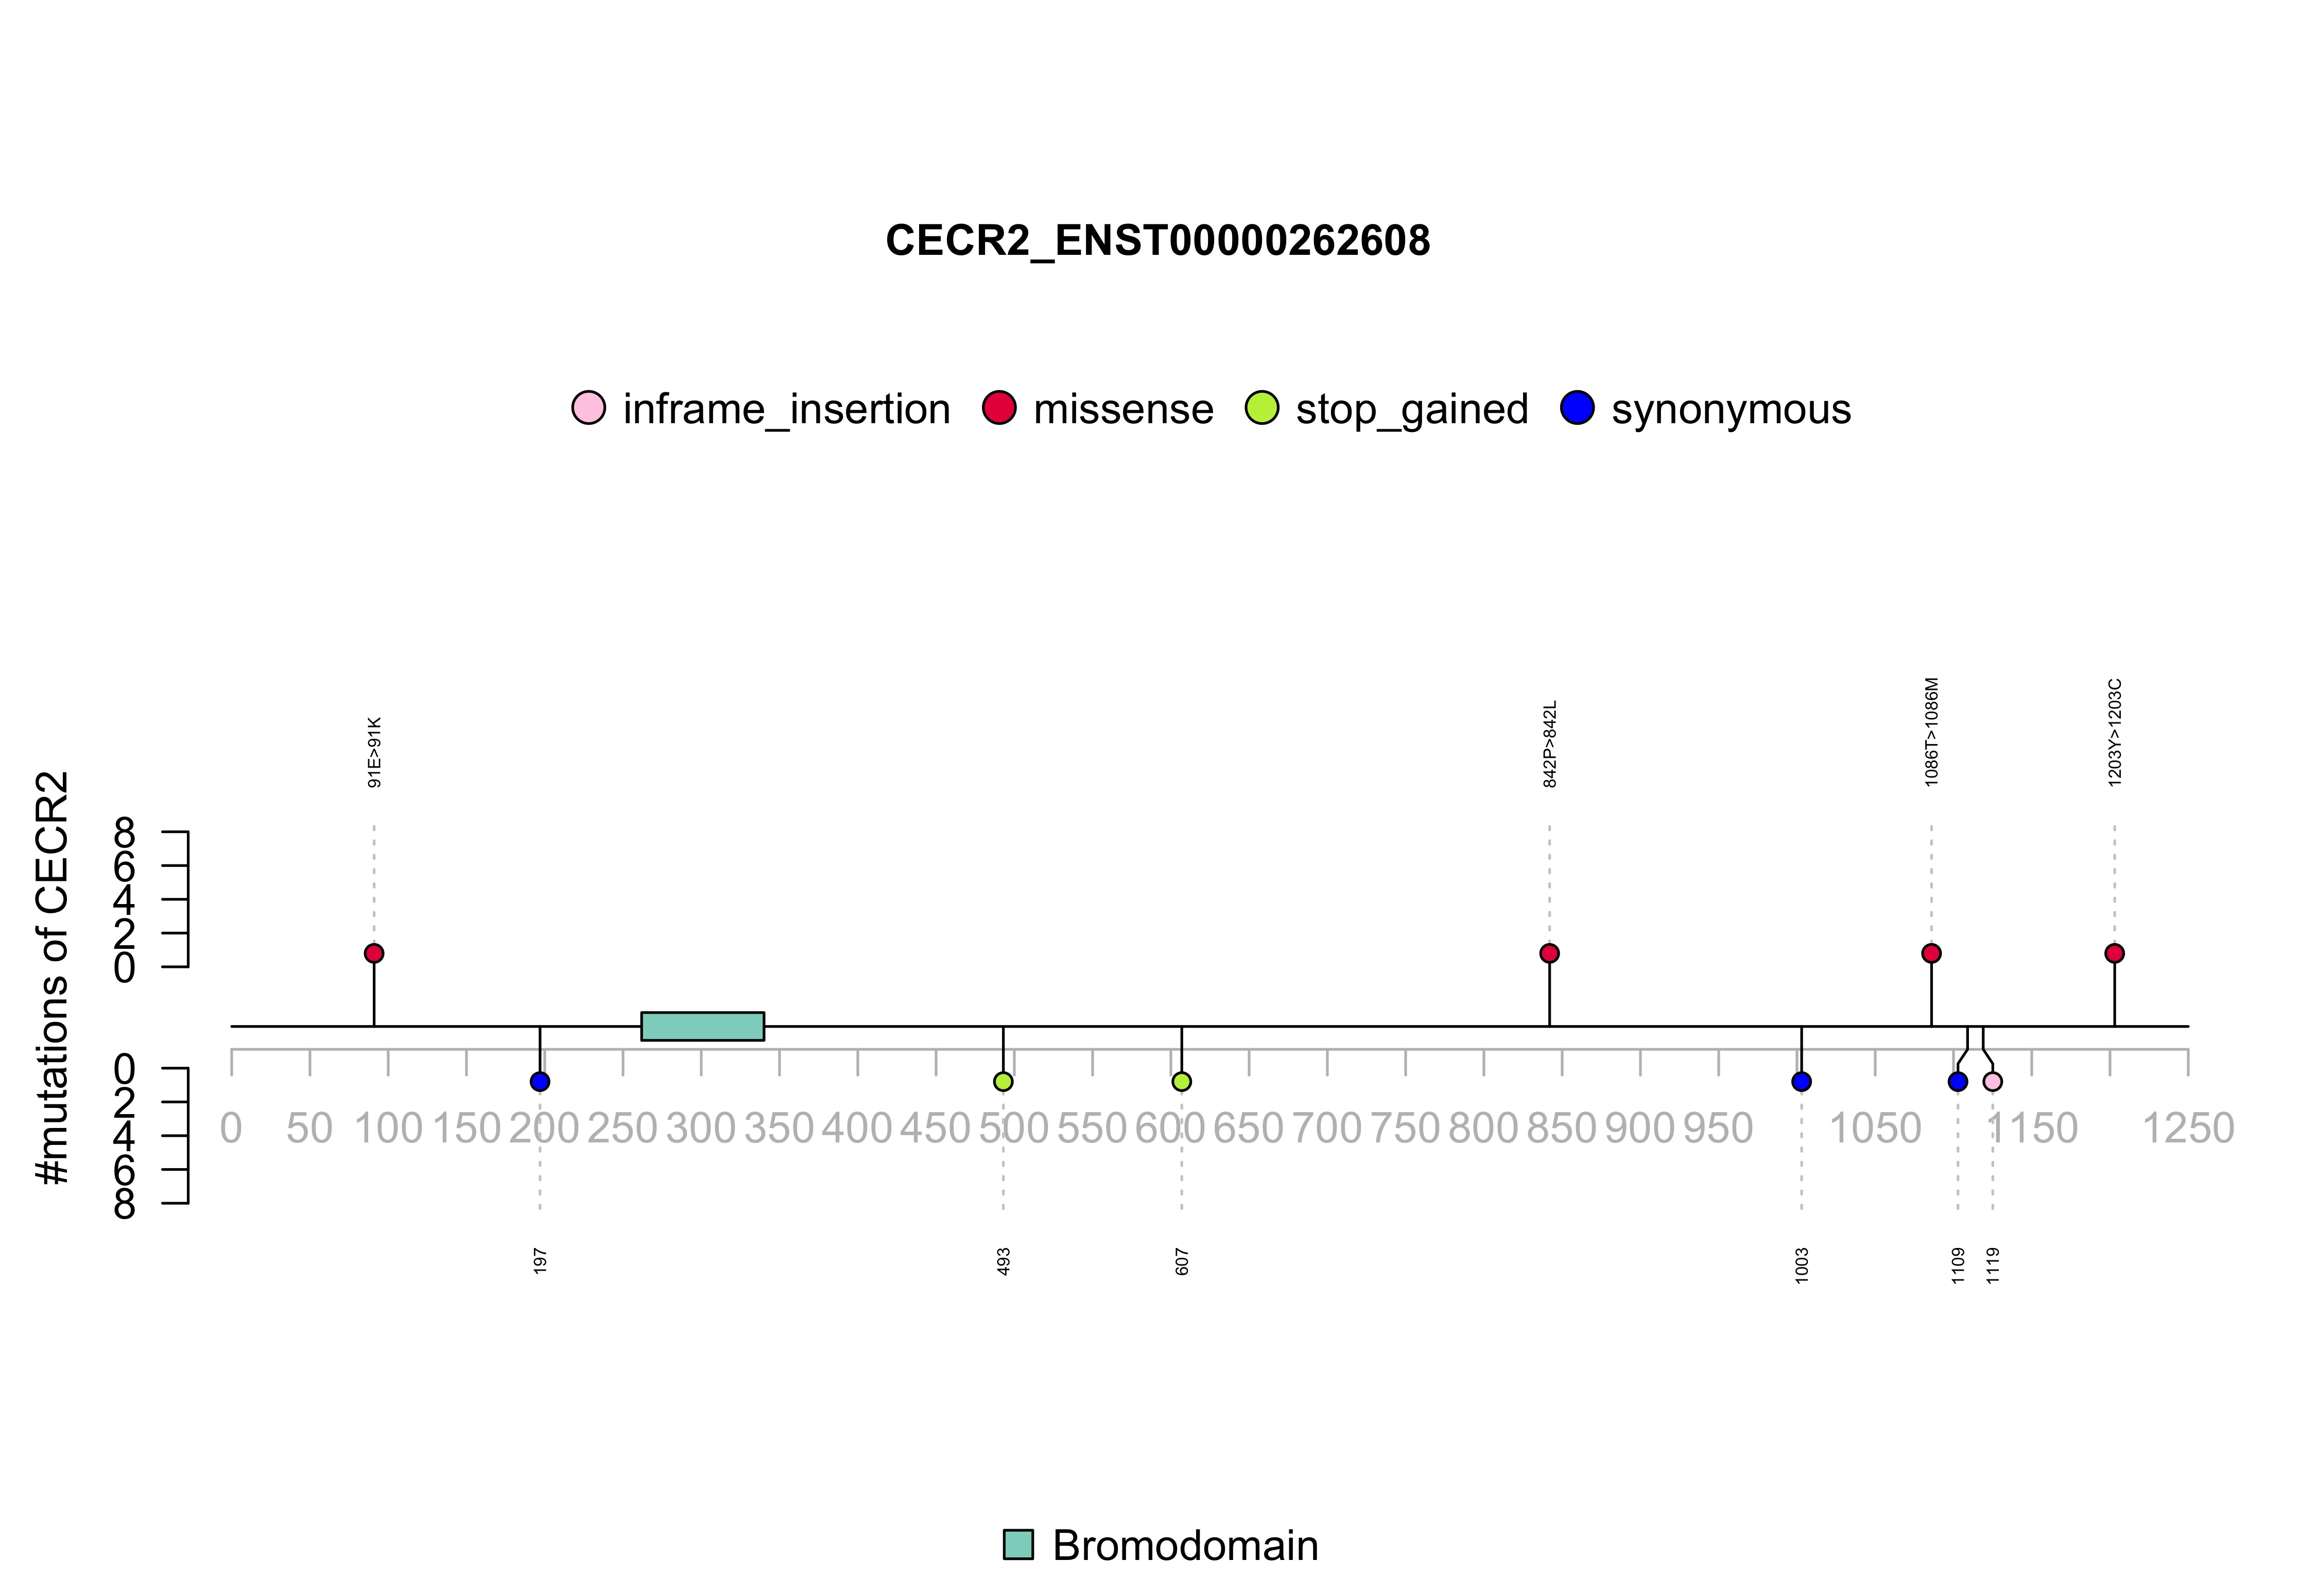 CECR2_ENST00000262608
inframe_insertion missense stop_gained synonymous
91E>91K 842P>842L 1086T>1086M 1203Y>1203C
#mutations of CECR2
8
6
4
2
0
0
2
4
6
8
0 50 100 150 200 250 300 350 400 450 500 550 600 650 700 750 800 850 900 950 1050 1150 1250
197 493 607 1003 1109 1119
Bromodomain